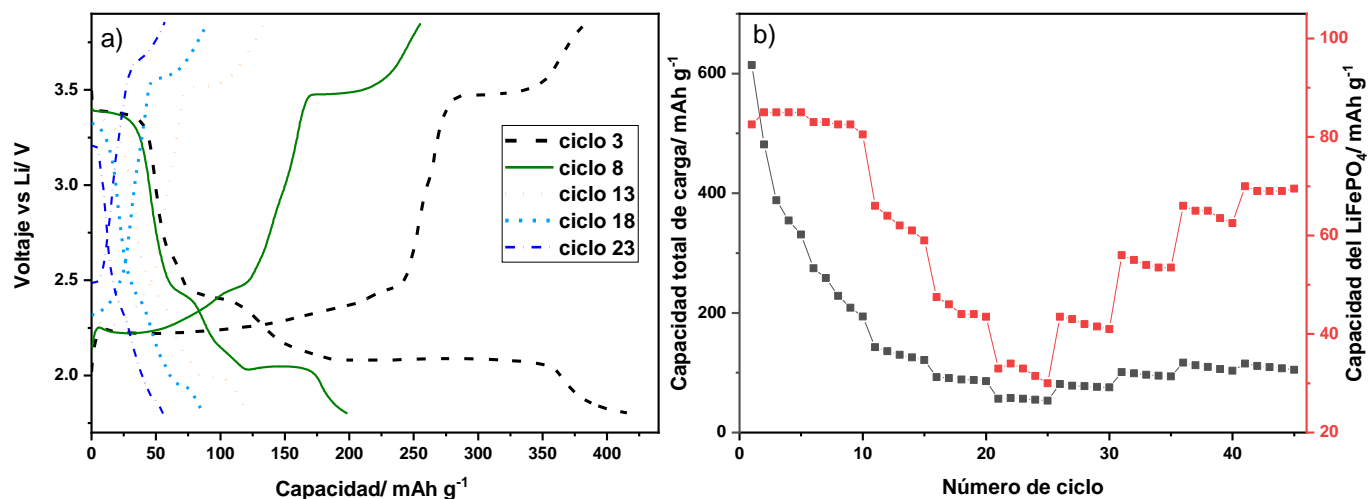 a)
Voltaje vs Li/ V
3.5
3.0
2.5
2.0
0 50 100 150 200 250 300 350 400
Capacidad/ mAh g-1
ciclo 3
ciclo 8
ciclo 13
ciclo 18
ciclo 23
b)
Capacidad total de carga/ mAh g-1
600
400
200
0
0 10 20 30 40
Número de ciclo
100
80
60
40
20
Capacidad del LiFePO4/ mAh g-1